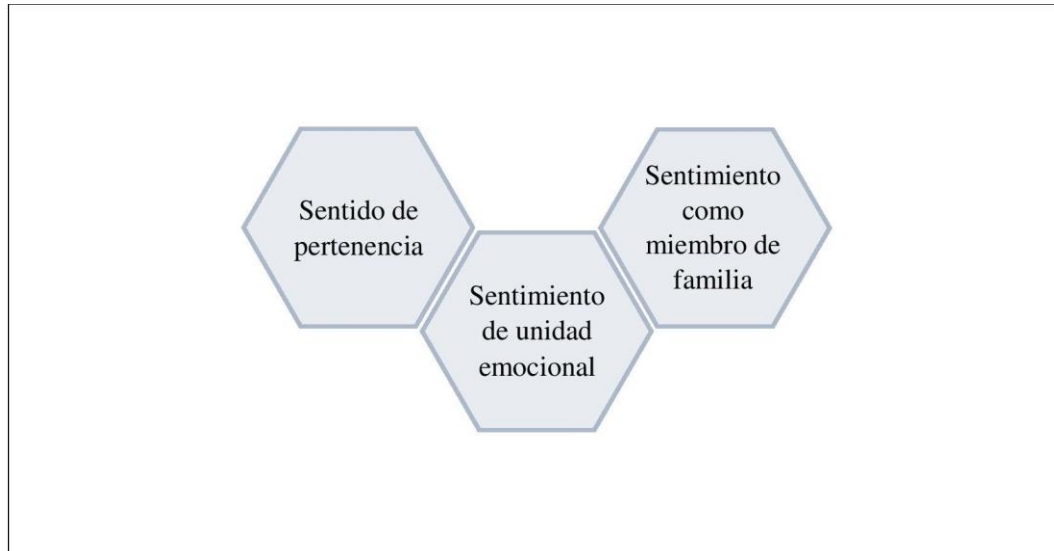 Sentido de
pertenencia
Sentimiento
de unidad
emocional
Sentimiento
como
miembro de
familia